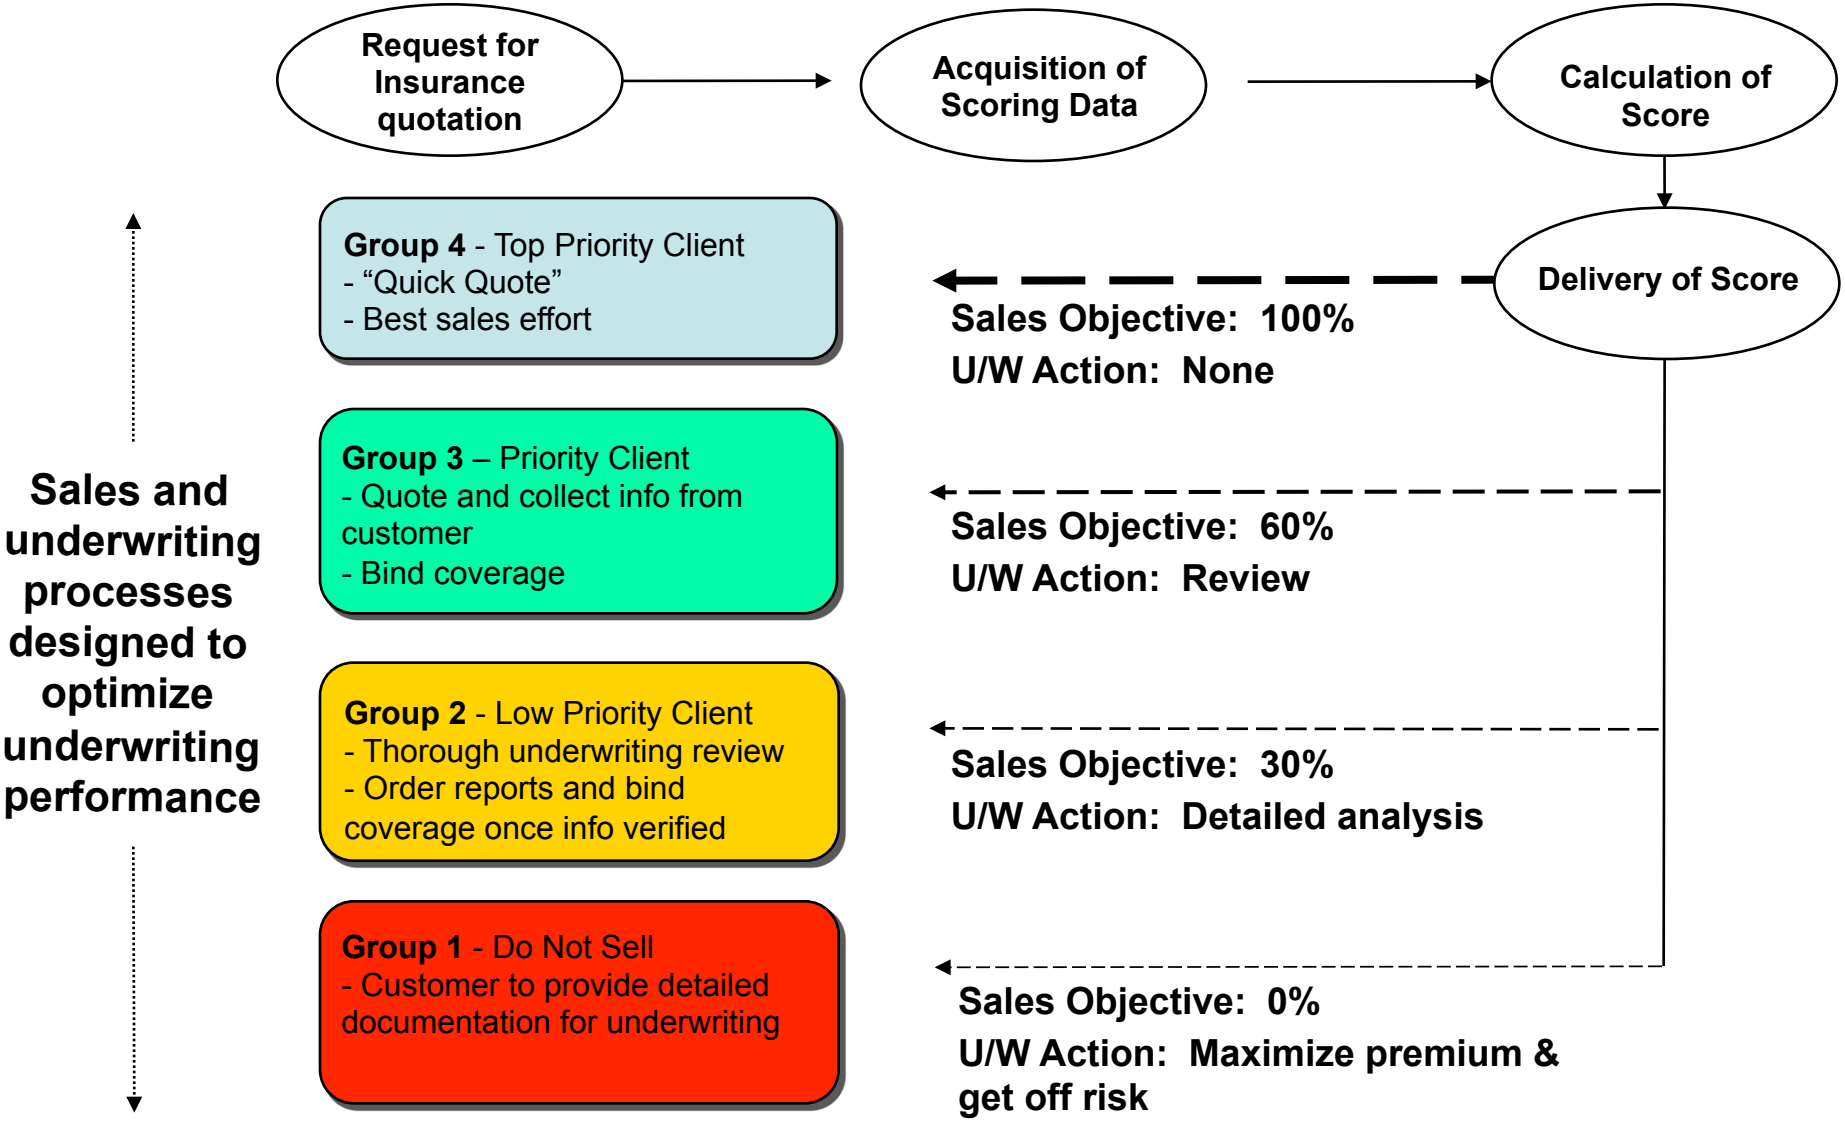 Request for
Insurance
quotation
Acquisition of
Scoring Data
Calculation of
Score
Delivery of Score
Group 4 - Top Priority Client
- “Quick Quote”
- Best sales effort
Sales Objective: 100%
U/W Action: None
Group 3 – Priority Client
- Quote and collect info from
customer
- Bind coverage
Sales Objective: 60%
U/W Action: Review
Sales and
underwriting
processes
designed to
optimize
underwriting
performance
Group 2 - Low Priority Client
- Thorough underwriting review
- Order reports and bind
coverage once info verified
Sales Objective: 30%
U/W Action: Detailed analysis
Group 1 - Do Not Sell
- Customer to provide detailed
documentation for underwriting
Sales Objective: 0%
U/W Action: Maximize premium &
get off risk